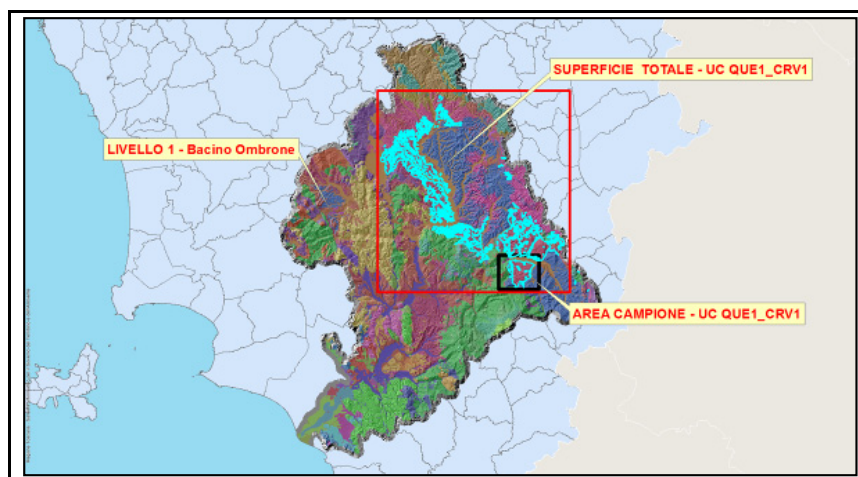 SUPERFICIE TOTALE - UC QUE1_CRV1
LIVELLO 1 - Bacino Ombrone
AREA CAMPIONE - UC QUE1_CRV1